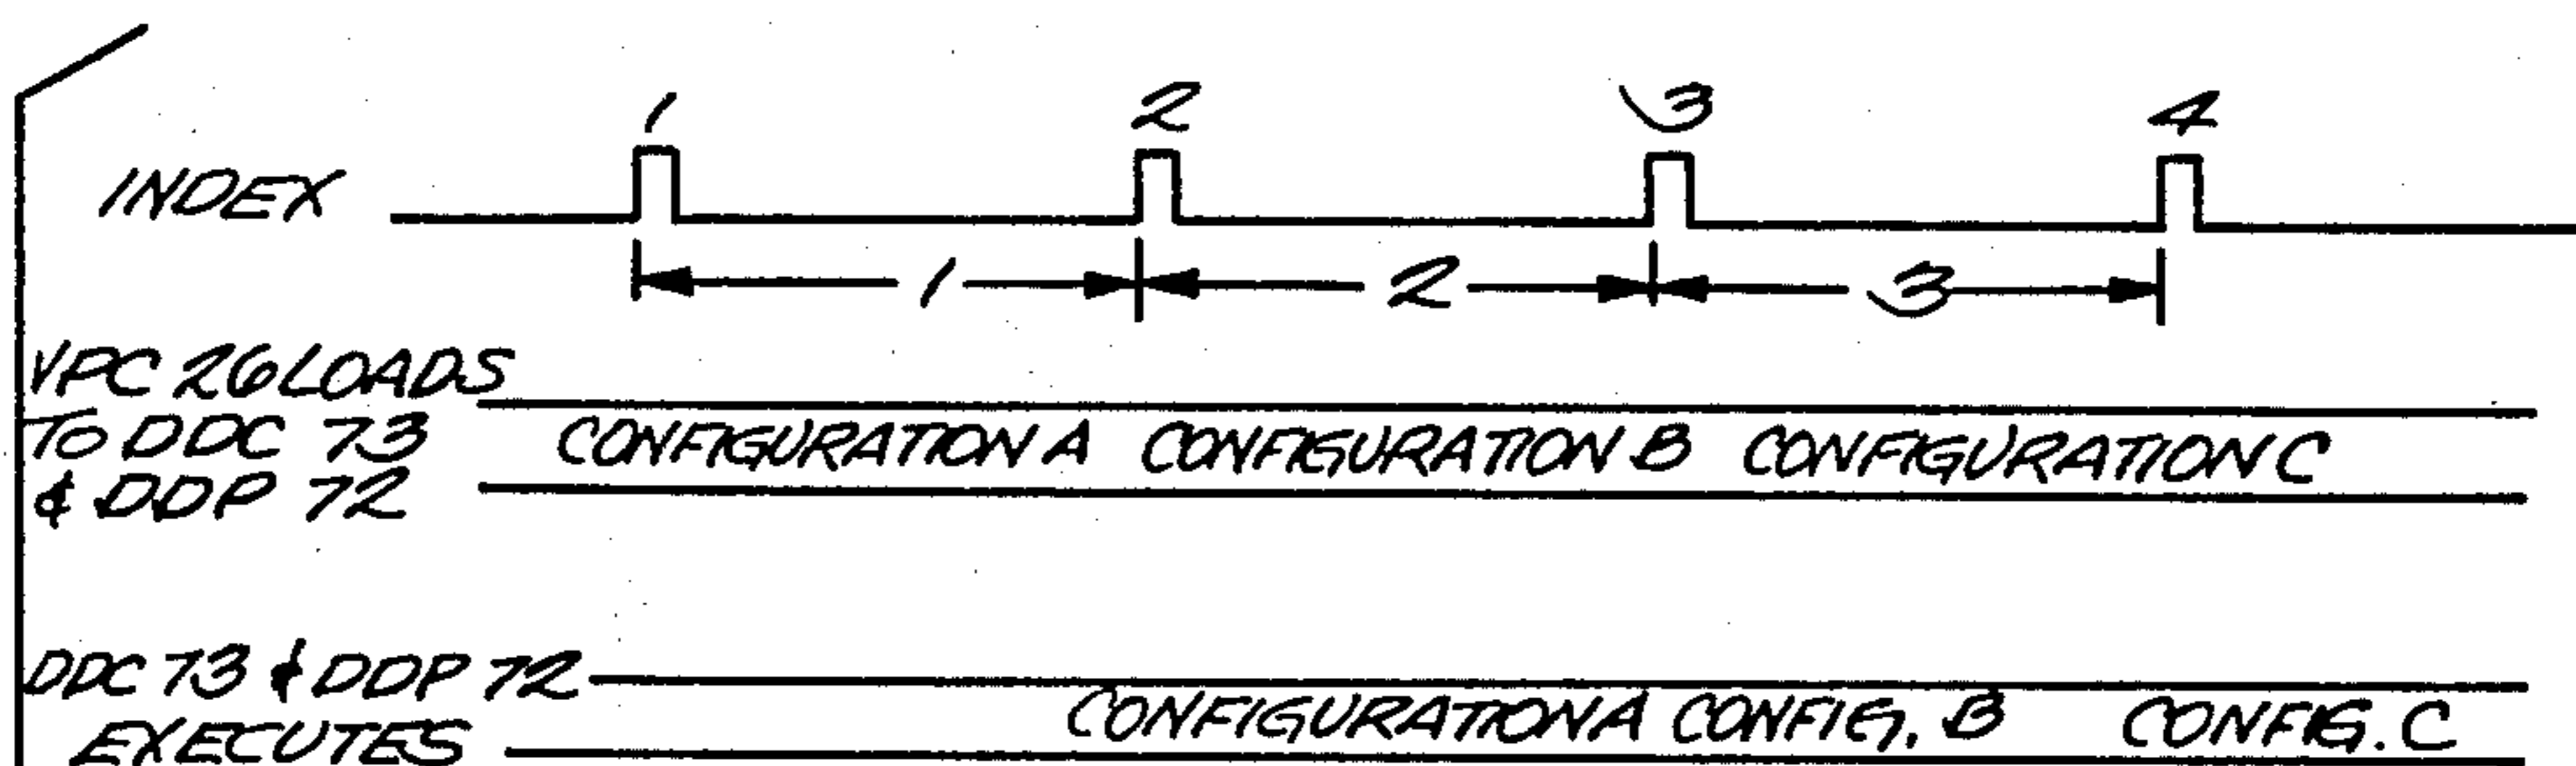 1 2 3 4
INDEX
1 2 3
VPC 26 LOADS
TO DDC 73 CONFIGURATION A CONFIGURATION B CONFIGURATION C
& DDP 72
DDC 73 & DDP 72
CONFIGURATION A CONFIG. B CONFIG. C
EXECUTES